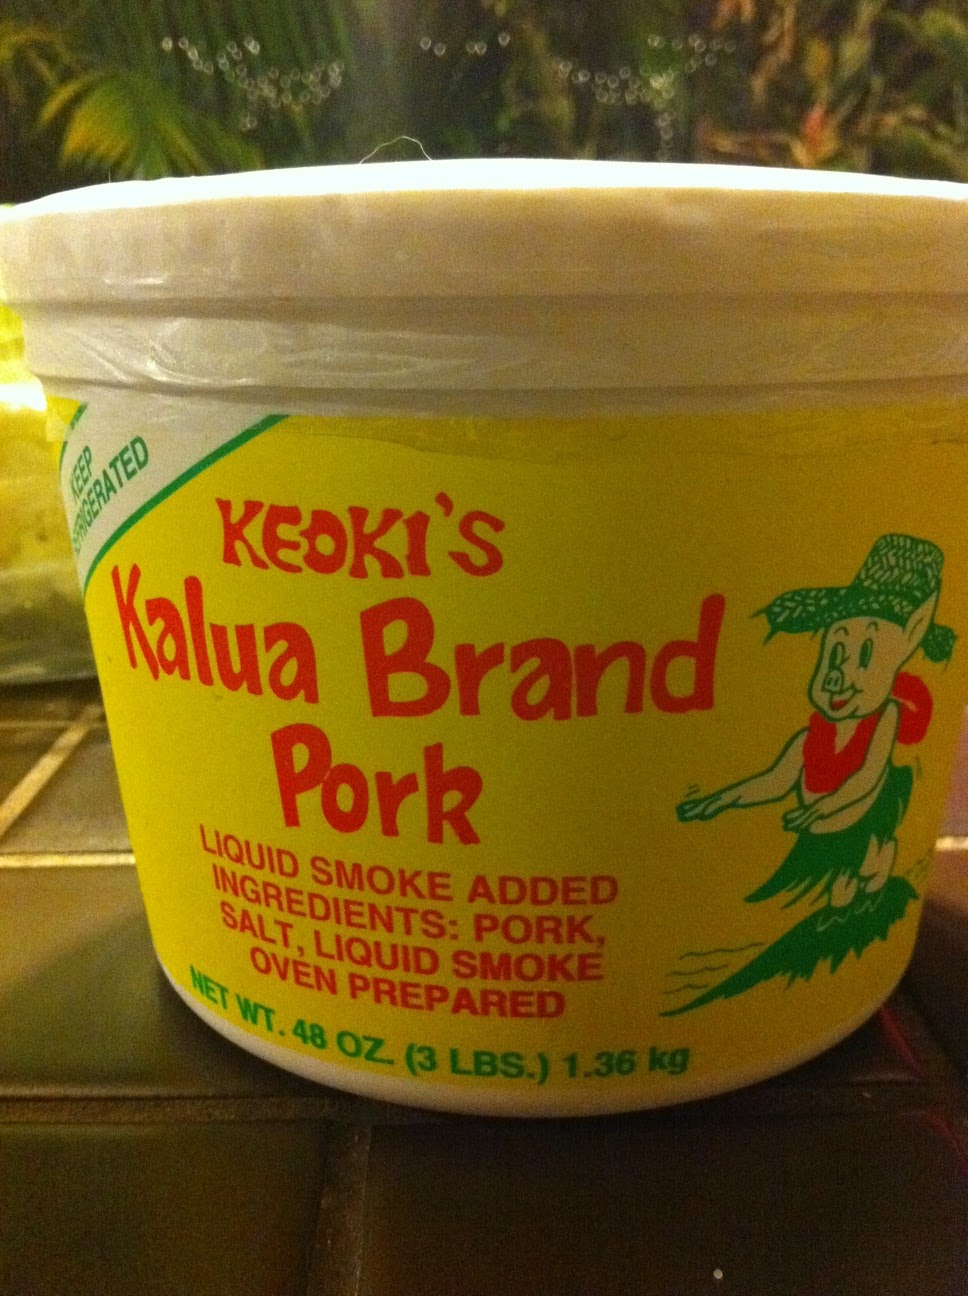 KEEP
REFRIGERATED
KEOKI'S
Kalua Brand
Pork
LIQUID SMOKE ADDED
INGREDIENTS: PORK,
SALT, LIQUID SMOKE
OVEN PREPARED
NET WT. 48 OZ. (3 LBS.) 1.36 kg